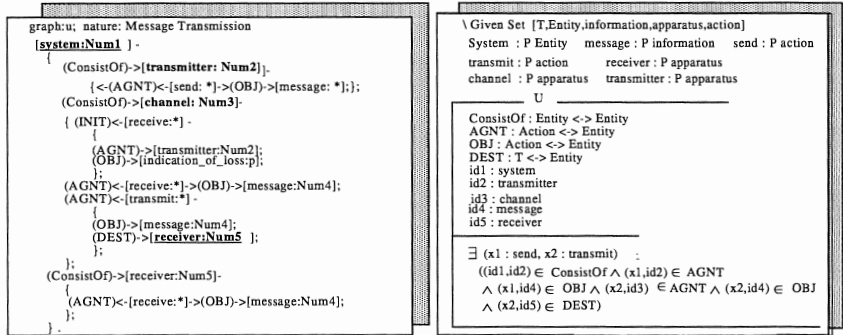 graph:u; nature: Message Transmission
[system:Num1 ] -
{
(ConsistOf)->[transmitter: Num2]]-
{<-(AGNT)<-[send: *]->(OBJ)->[message: *];};
(ConsistOf)->[channel: Num3]-
{ (INIT)<-[receive:*] -
{
(AGNT)->[transmitter:Num2];
(OBJ)->[indication_of_loss:p];
};
(AGNT)<-[receive:*]->(OBJ)->[message:Num4];
(AGNT)<-[transmit:*] -
{
(OBJ)->[message:Num4];
(DEST)->[receiver:Num5 ];
};
};
(ConsistOf)->[receiver:Num5]-
{
(AGNT)<-[receive:*]->(OBJ)->[message:Num4];
};
} .
\ Given Set [T,Entity,information,apparatus,action]
System : P Entity message : P information send : P action
transmit : P action receiver : P apparatus
channel : P apparatus transmitter : P apparatus
U
ConsistOf : Entity <-> Entity
AGNT : Action <-> Entity
OBJ : Action <-> Entity
DEST : T <-> Entity
id1 : system
id2 : transmitter
id3 : channel
id4 : message
id5 : receiver
∃ (x1 : send, x2 : transmit) :
((id1,id2) ∈ ConsistOf ∧ (x1,id2) ∈ AGNT
∧ (x1,id4) ∈ OBJ ∧ (x2,id3) ∈ AGNT ∧ (x2,id4) ∈ OBJ
∧ (x2,id5) ∈ DEST)